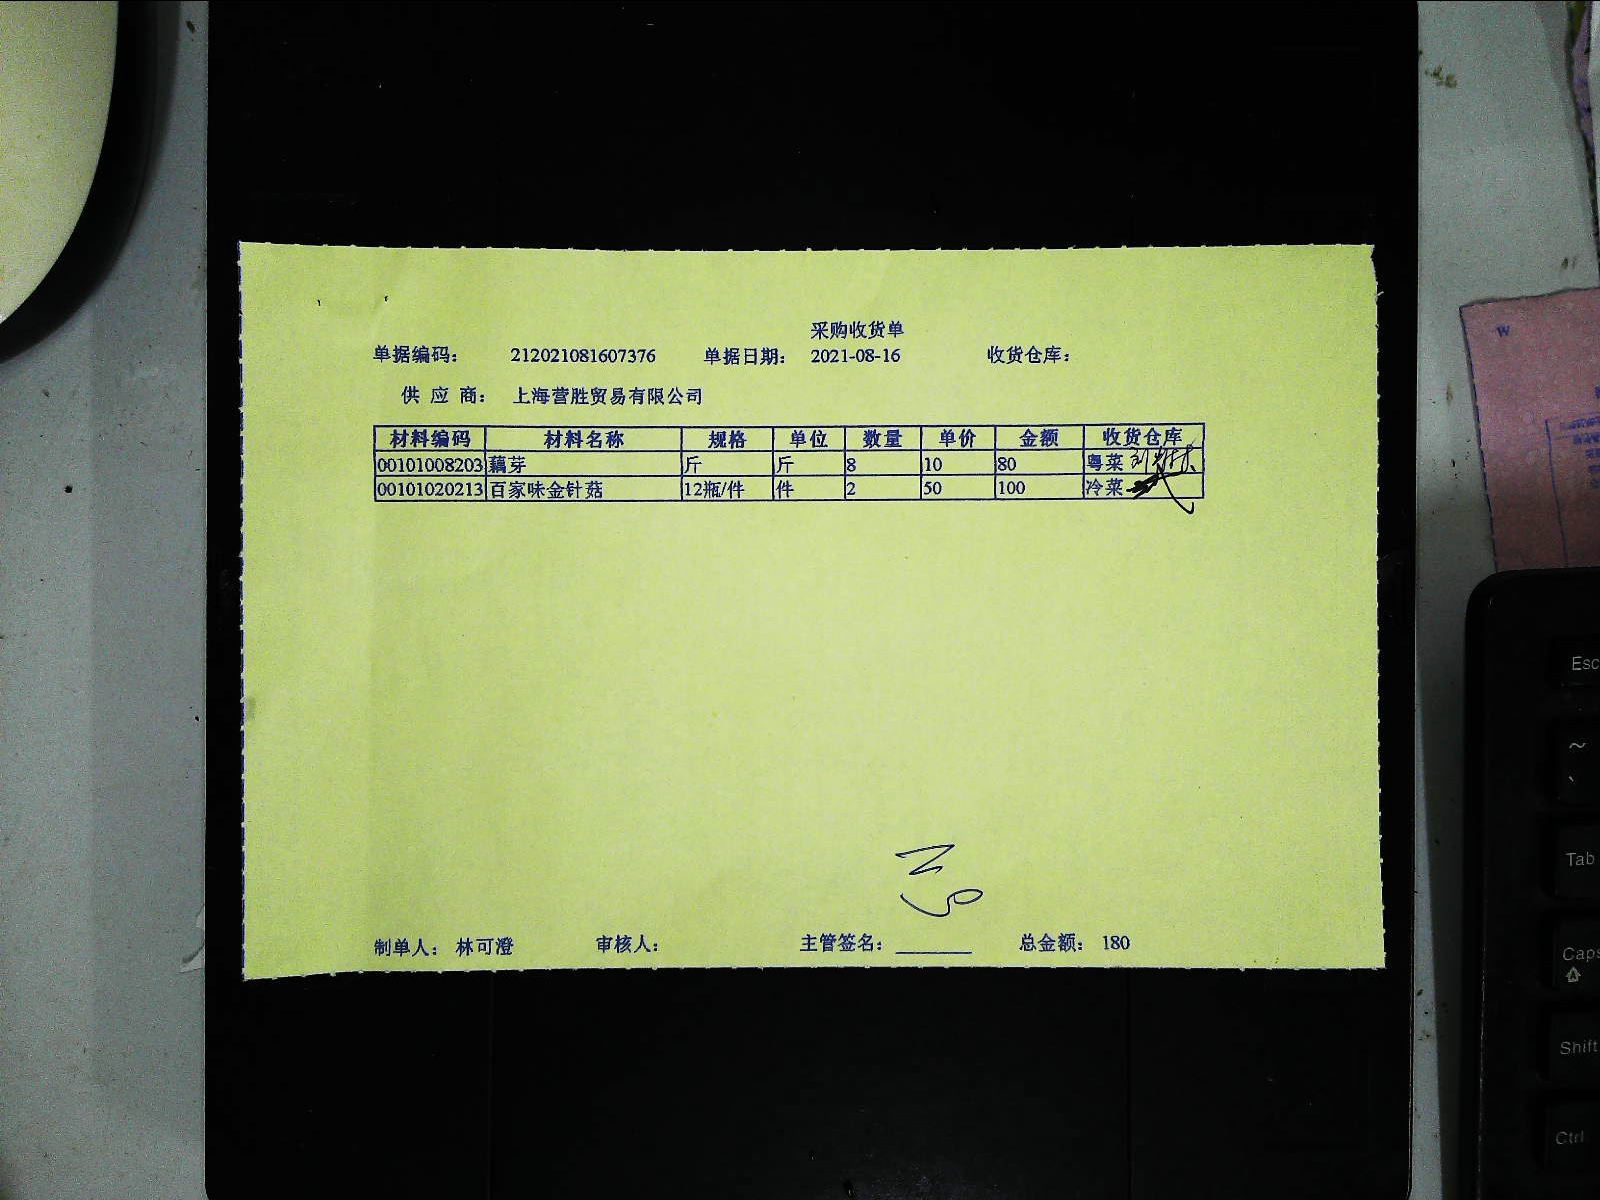 采购收货单
单据编码： 212021081607376 单据日期： 2021-08-16 收货仓库：
供 应 商： 上海营胜贸易有限公司
材料编码 材料名称 规格 单位 数量 单价 金额 收货仓库
00101008203 藕芽 斤 斤 8 10 80 粤菜
00101020213 百家味金针菇 12瓶/件 件 2 50 100 冷菜
制单人： 林可澄 审核人： 主管签名： 总金额： 180
W
Esc
~
`
Tab
Caps
Shift
Ctrl